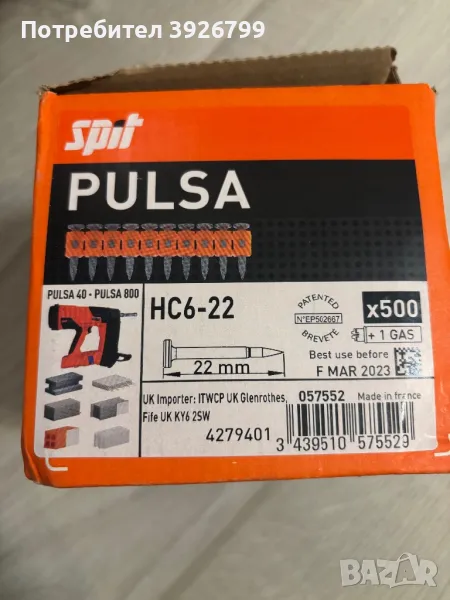 Потребител 3926799
Spit
PULSA
PULSA 40 - PULSA 800
HC6-22
22 mm
PATENTED
N°EP502667
BREVETE
x500
+ 1 GAS
Best use before
F MAR 2023
UK Importer: ITWCP UK Glenrothes,
Fife UK KY6 2SW
057552
Made in france
4279401
3 439510 575529
bazar